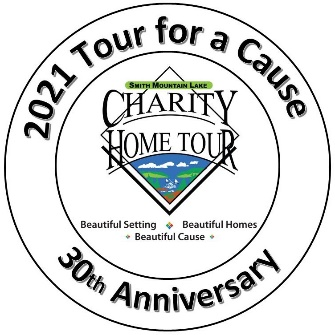 2021 Tour for a Cause
SMITH MOUNTAIN LAKE
CHARITY
HOME TOUR
Beautiful Setting Beautiful Homes
Beautiful Cause
30th Anniversary